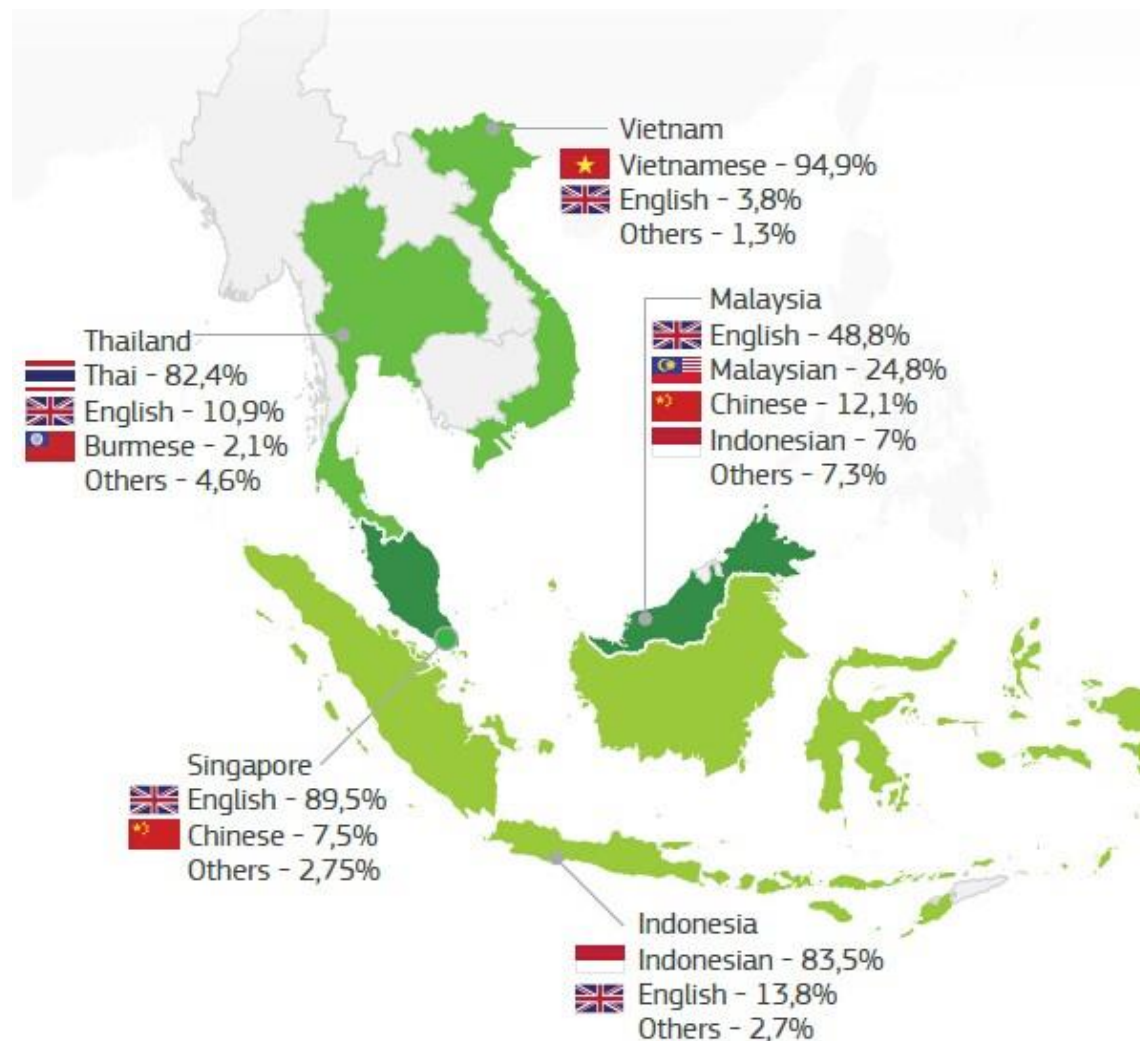 Vietnam
Vietnamese - 94,9%
English - 3,8%
Others - 1,3%
Malaysia
English - 48,8%
Malaysian - 24,8%
Chinese - 12,1%
Indonesian - 7%
Others - 7,3%
Thailand
Thai - 82,4%
English - 10,9%
Burmese - 2,1%
Others - 4,6%
Singapore
English - 89,5%
Chinese - 7,5%
Others - 2,75%
Indonesia
Indonesian - 83,5%
English - 13,8%
Others - 2,7%